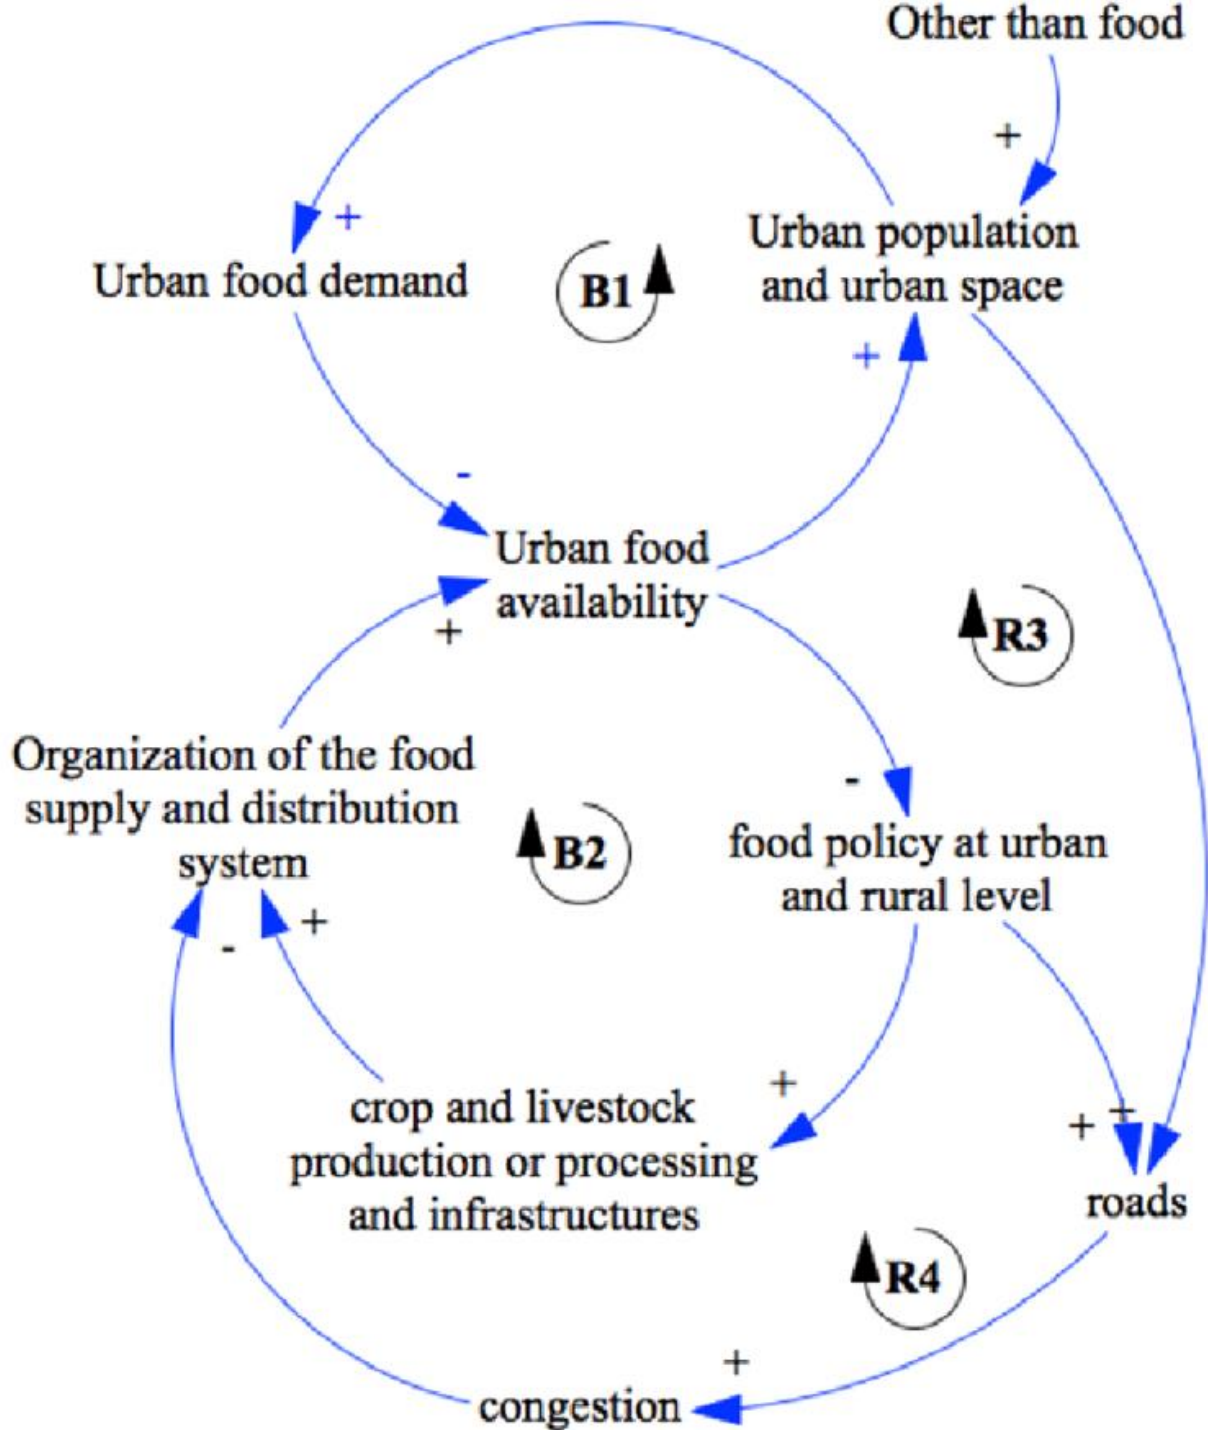 Other than food
+
+
Urban population
and urban space
Urban food demand
B1
+
-
Urban food
availability
+
R3
Organization of the food
supply and distribution
system
-
B2
food policy at urban
and rural level
+
-
+
crop and livestock
production or processing
and infrastructures
+ +
roads
R4
+
congestion